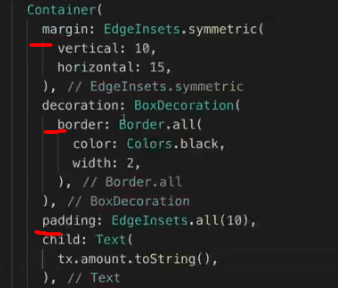 Container(
margin: EdgeInsets.symmetric(
vertical: 10,
horizontal: 15,
), // EdgeInsets.symmetric
decoration: BoxDecoration(
border: Border.all(
color: Colors.black,
width: 2,
), // Border.all
), // BoxDecoration
padding: EdgeInsets.all(10),
child: Text(
tx.amount.toString(),
), // Text